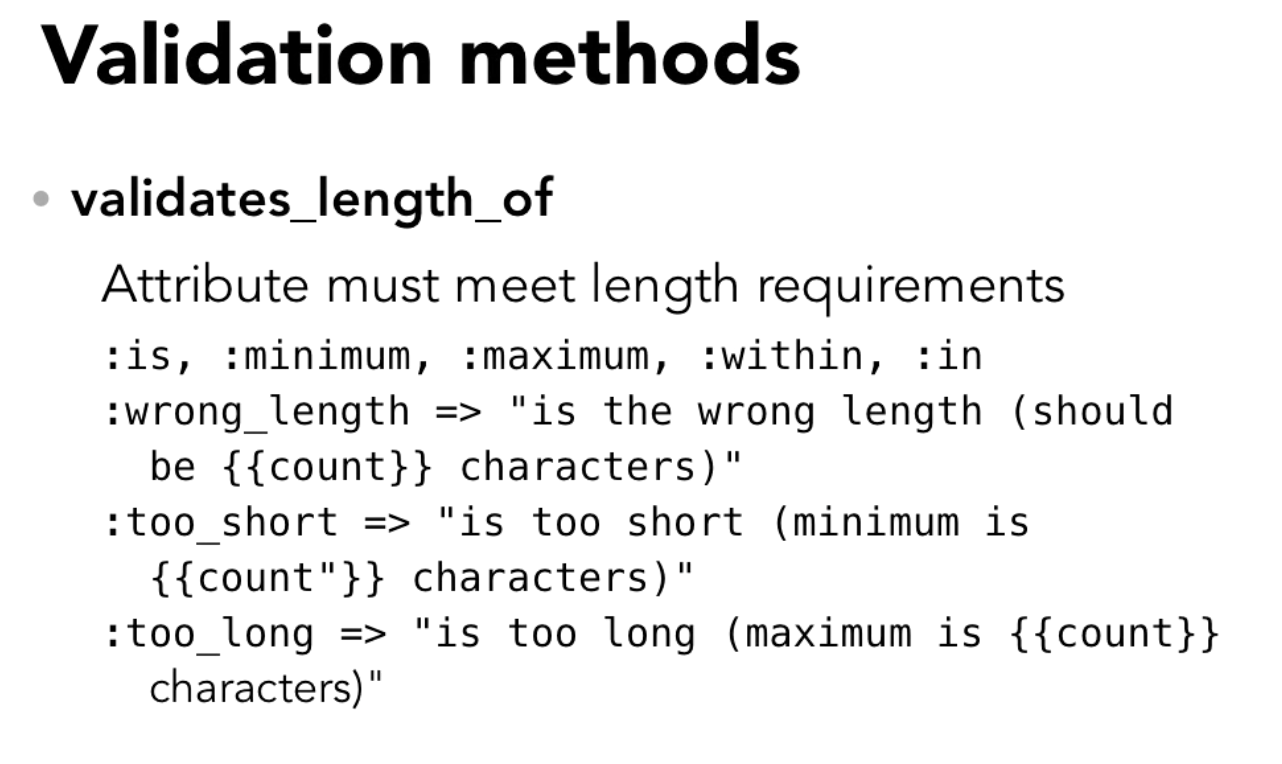 Validation methods
• validates_length_of
Attribute must meet length requirements
:is, :minimum, :maximum, :within, :in
:wrong_length => "is the wrong length (should
be {{count}} characters)"
:too_short => "is too short (minimum is
{{count"}} characters)"
:too_long => "is too long (maximum is {{count}}
characters)"